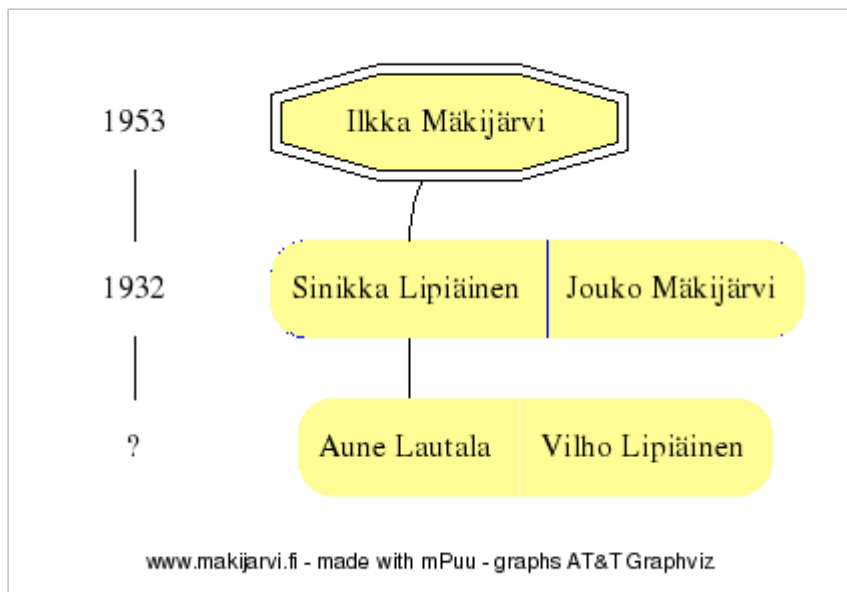 1953 Ilkka Mäkijärvi
1932 Sinikka Lipiäinen Jouko Mäkijärvi
? Aune Lautala Vilho Lipiäinen
www.makijarvi.fi - made with mPuu - graphs AT&T Graphviz